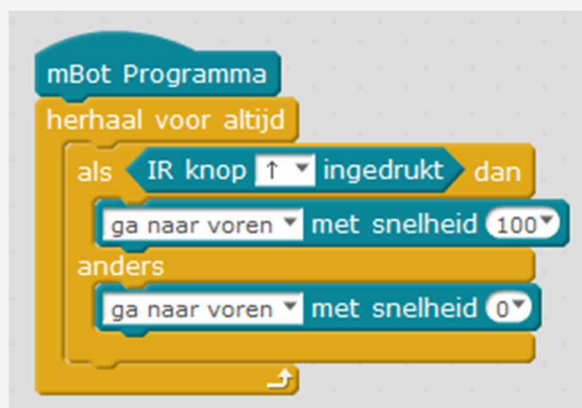 mBot Programma
herhaal voor altijd
als IR knop ↑ ingedrukt dan
ga naar voren met snelheid 100
anders
ga naar voren met snelheid 0